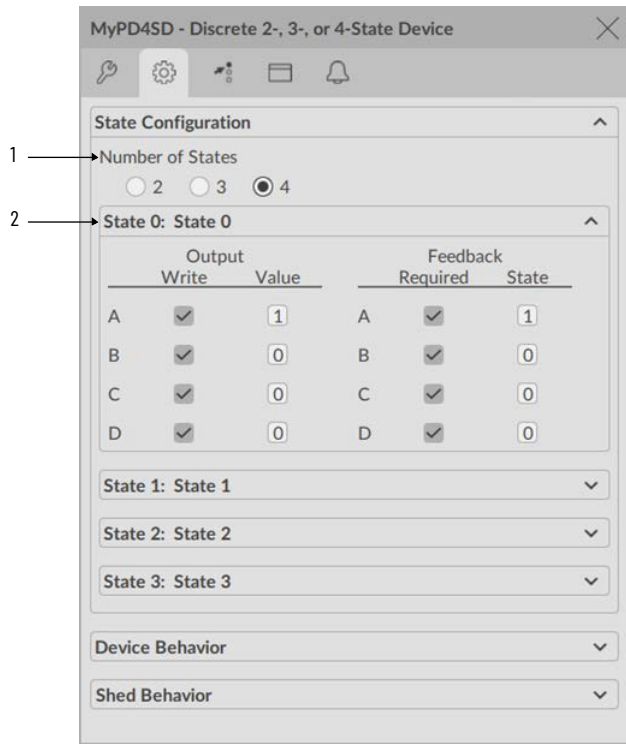 MyPD4SD - Discrete 2-, 3-, or 4-State Device
State Configuration
1
Number of States
2 3 4
2
State 0: State 0
Output Feedback
Write Value Required State
A 1 A 1
B 0 B 0
C 0 C 0
D 0 D 0
State 1: State 1
State 2: State 2
State 3: State 3
Device Behavior
Shed Behavior